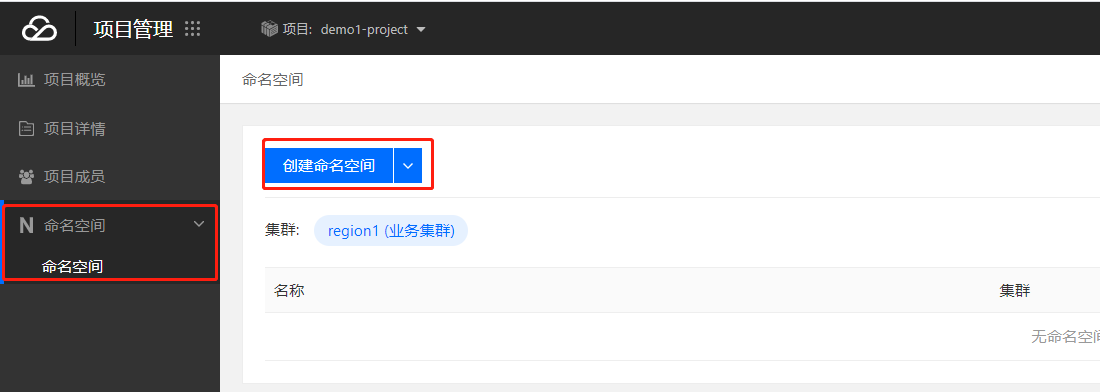 项目管理 项目: demo1-project
项目概览
项目详情
项目成员
N 命名空间
命名空间
命名空间
创建命名空间
集群: region1 (业务集群)
名称 集群
无命名空